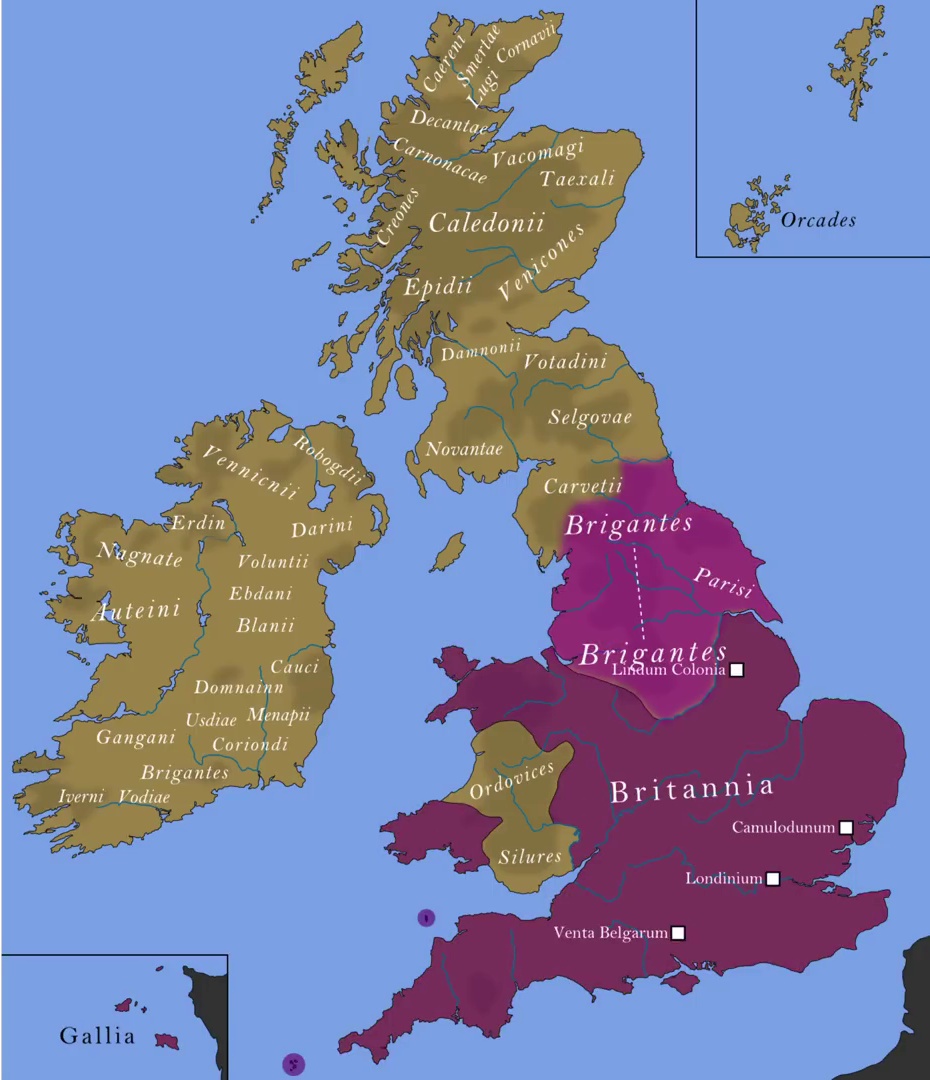 Caereni
Smertae
Cornavii
Lugi
Decantae
Carnonacae
Vacomagi
Taexali
Creones
Caledonii
Orcades
Venicones
Epidii
Damnonii
Votadini
Selgovae
Novantae
Robogdii
Vennicnii
Carvetii
Erdin
Darini
Brigantes
Nagnate
Voluntii
Parisi
Ebdani
Auteini
Blanii
Brigantes
Cauci
Lindum Colonia
Domnainn
Usdiae
Menapii
Gangani
Coriondi
Brigantes
Ordovices
Britannia
Iverni
Vodiae
Camulodunum
Silures
Londinium
Venta Belgarum
Gallia